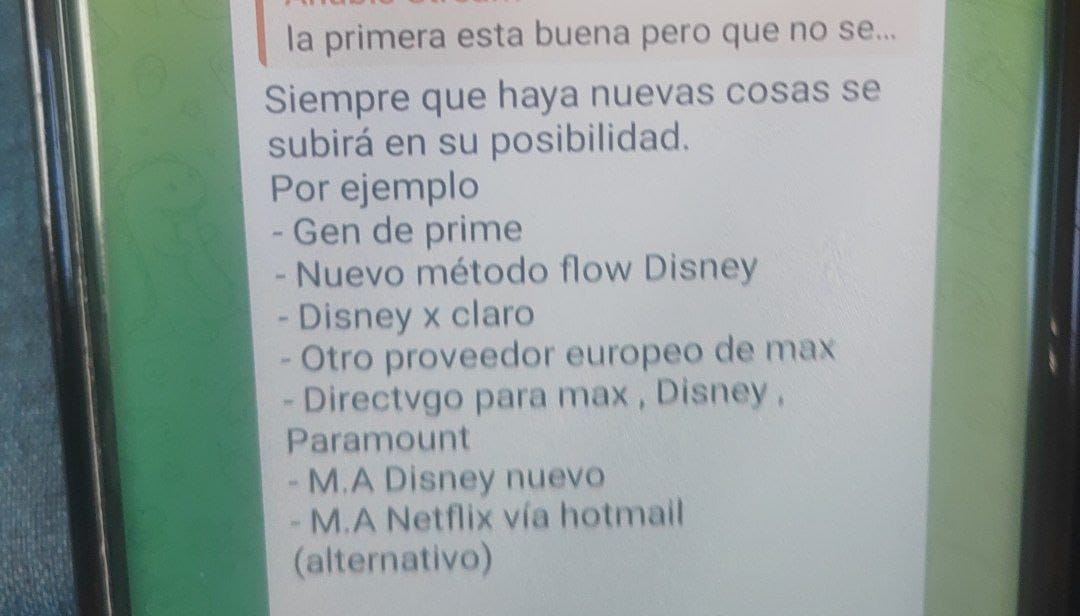 la primera esta buena pero que no se...
Siempre que haya nuevas cosas se
subirá en su posibilidad.
Por ejemplo
- Gen de prime
- Nuevo método flow Disney
- Disney x claro
- Otro proveedor europeo de max
- Directvgo para max , Disney ,
Paramount
- M.A Disney nuevo
- M.A Netflix vía hotmail
(alternativo)